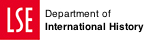 LSE
Department of
International History